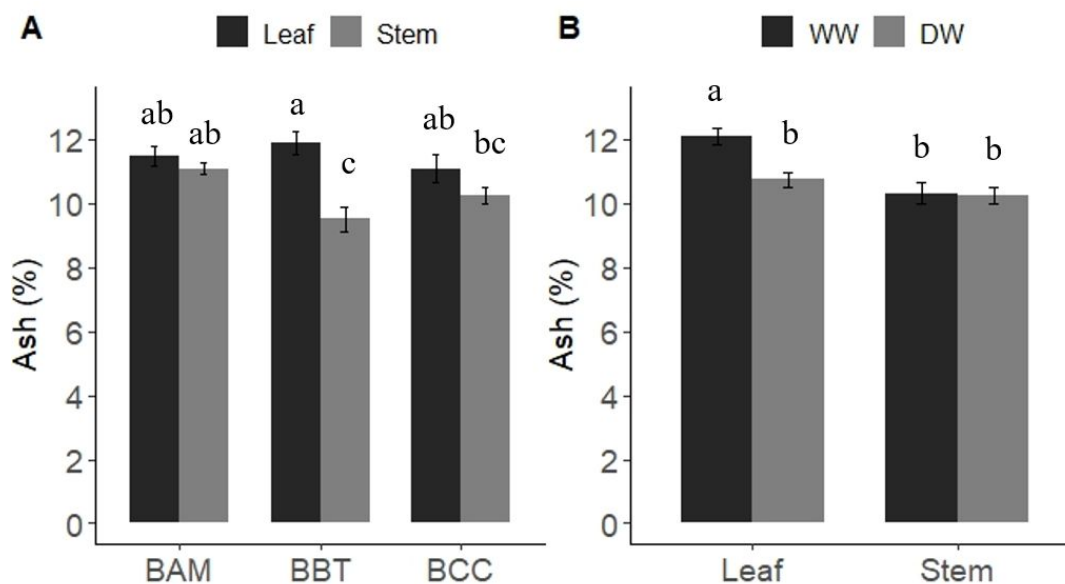 A
Leaf Stem
ab ab a c ab bc
12
10
8
6
4
2
0
Ash (%)
BAM BBT BCC
B
WW DW
a b b b
12
10
8
6
4
2
0
Ash (%)
Leaf Stem